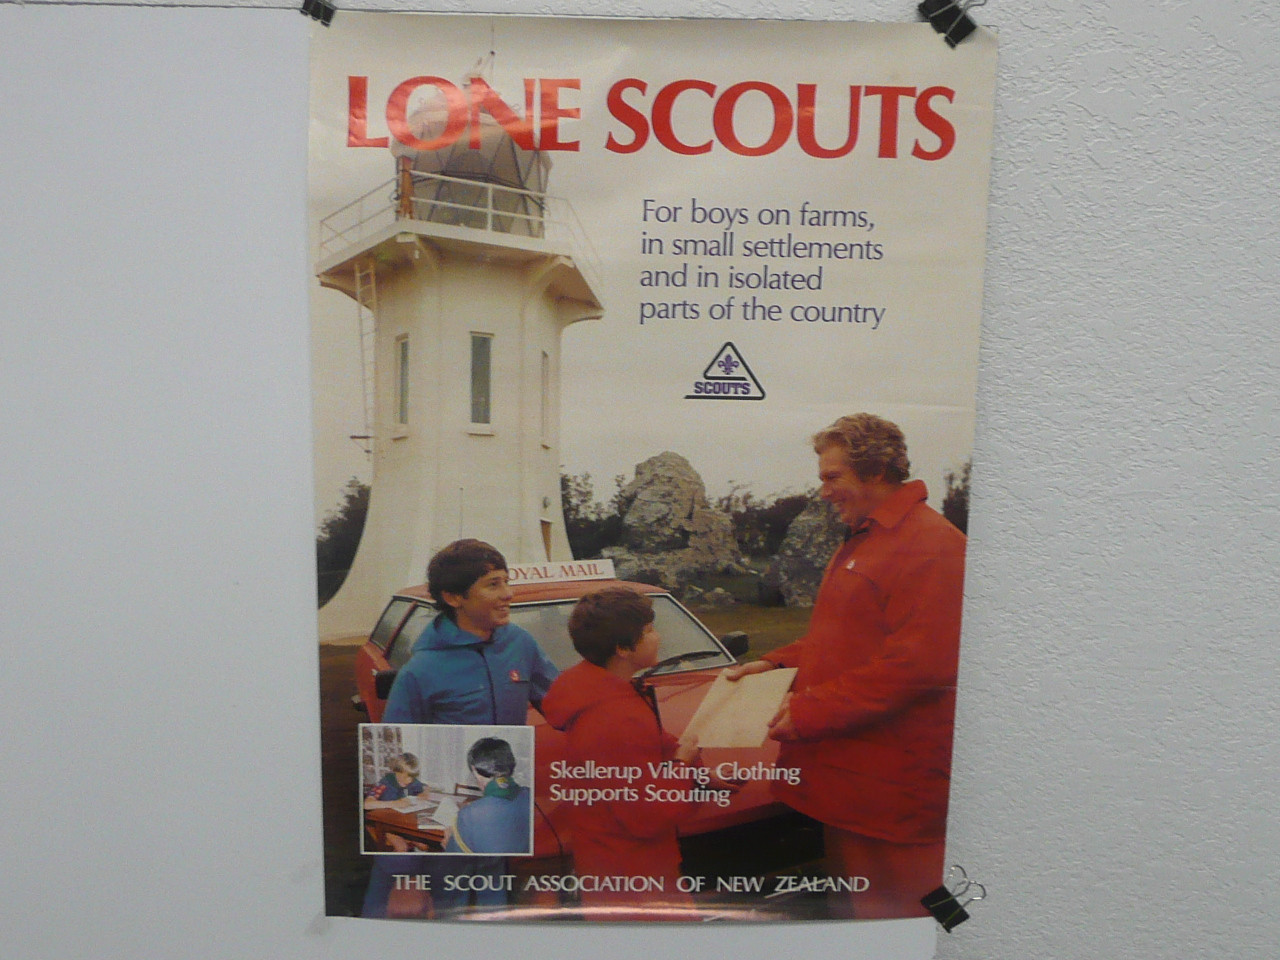 LONE SCOUTS
For boys on farms,
in small settlements
and in isolated
parts of the country
SCOUTS
OYAL MAIL
Skellerup Viking Clothing
Supports Scouting
THE SCOUT ASSOCIATION OF NEW ZEALAND